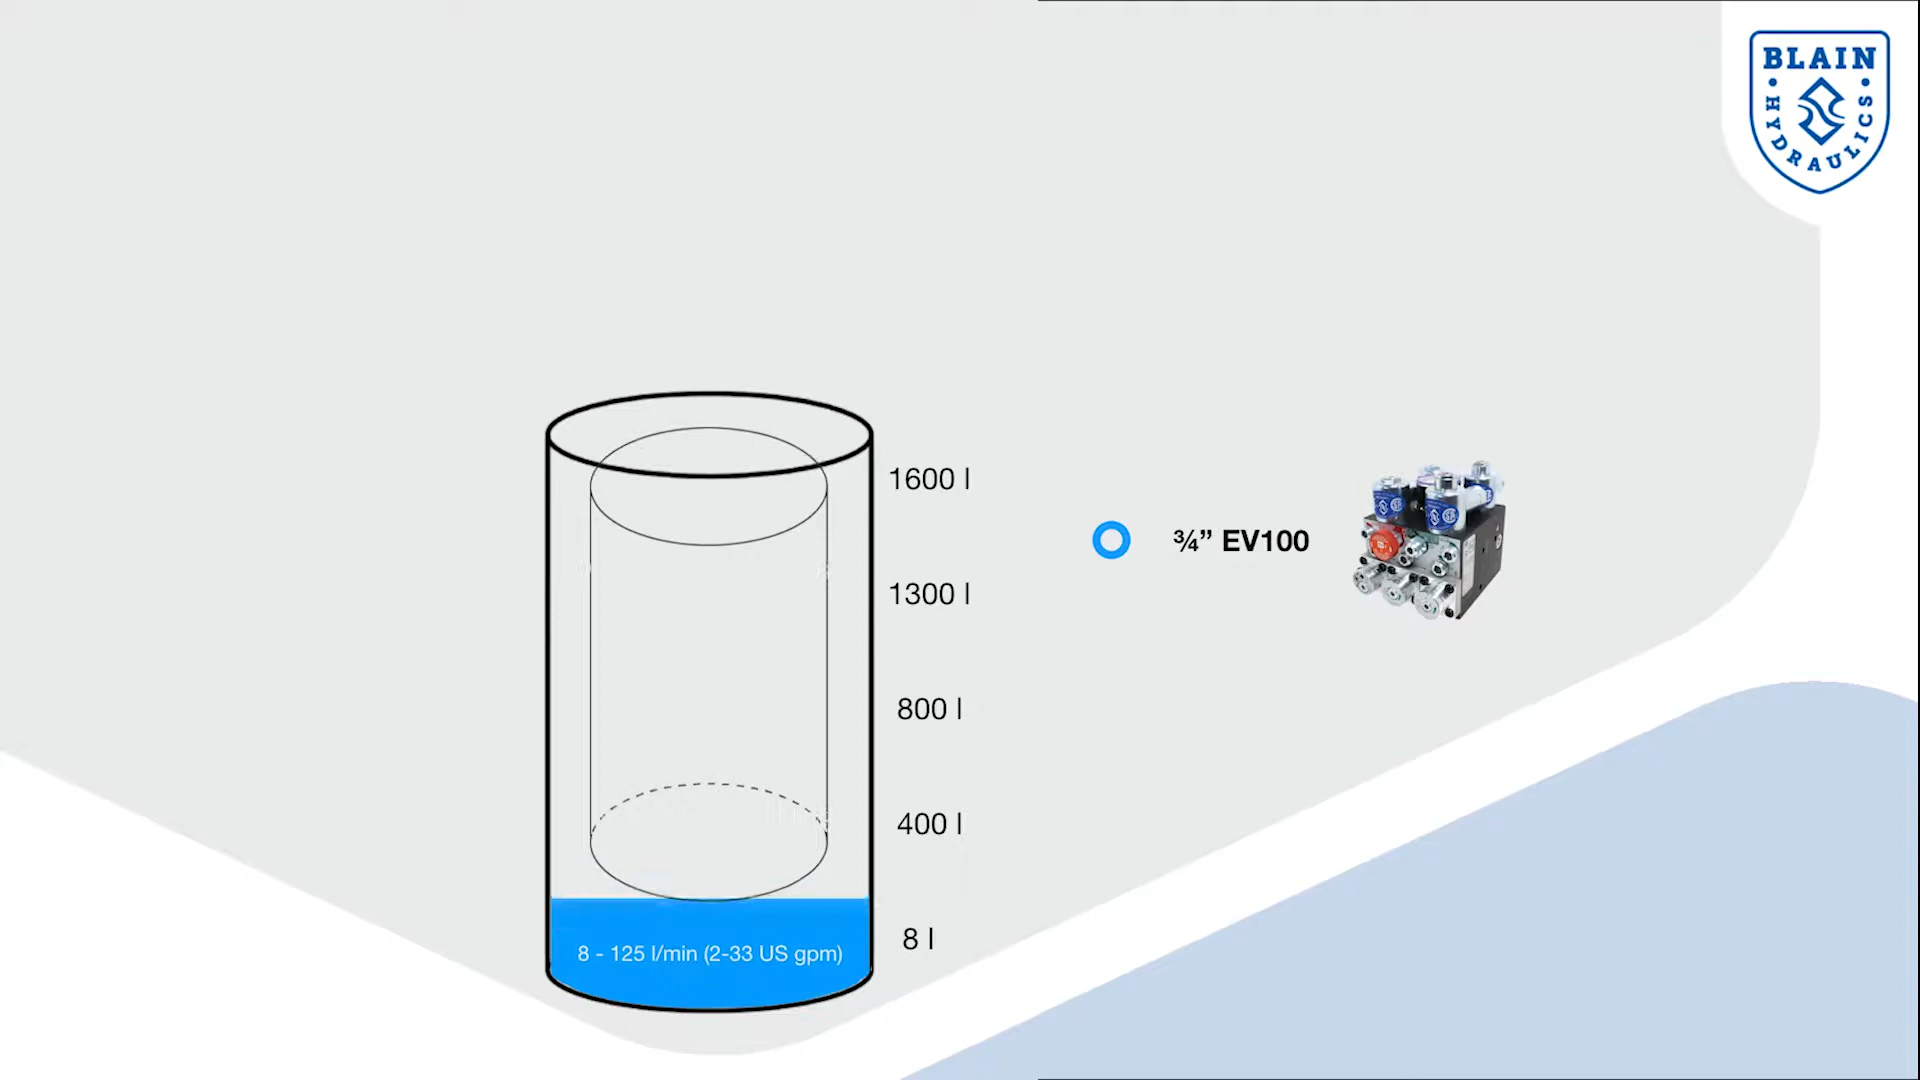 BLAIN
HYDRAULICS
1600 l
1300 l
800 l
400 l
8 l
8 - 125 l/min (2-33 US gpm)
¾” EV100